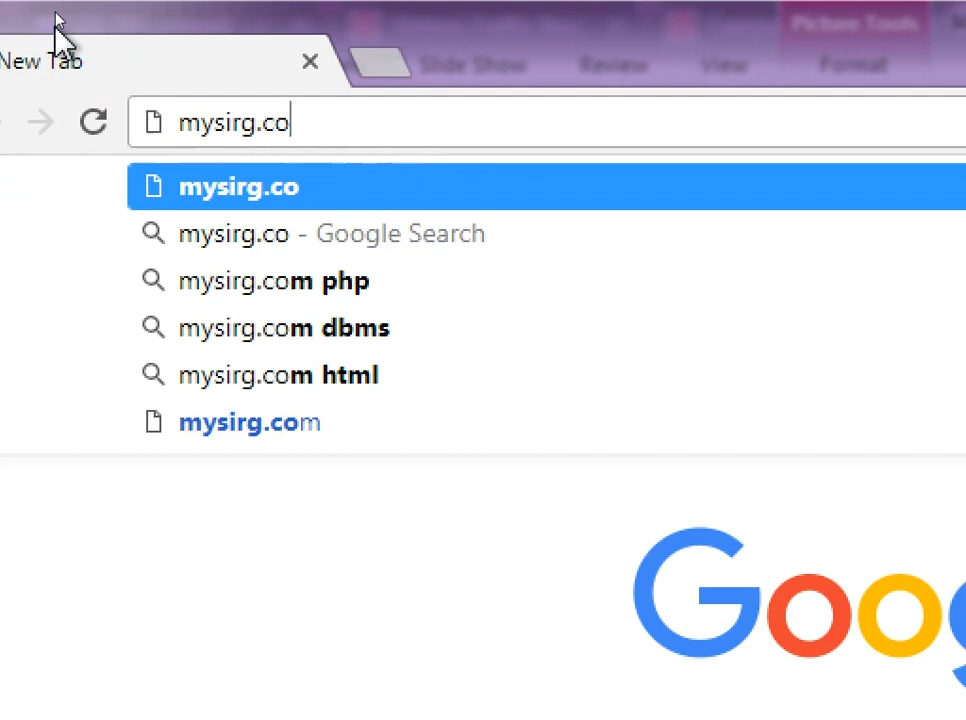 Picture Tools
New Tab
Slide Show Review View Format
mysirg.co
mysirg.co
mysirg.co - Google Search
mysirg.com php
mysirg.com dbms
mysirg.com html
mysirg.com
Goog